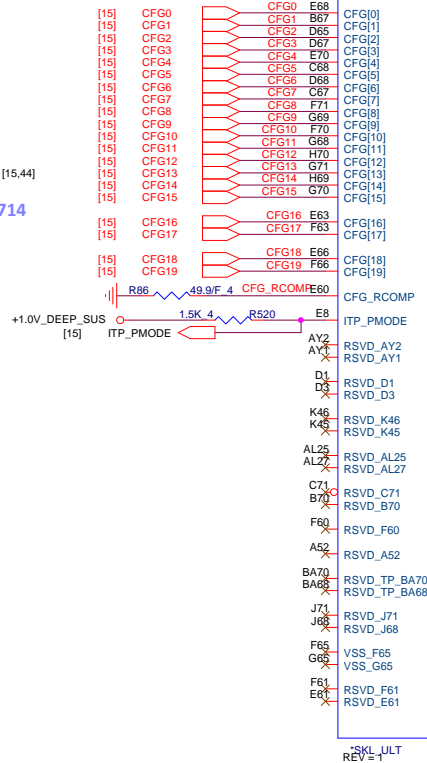 [15] CFG0 CFG0 E68 CFG[0]
[15] CFG1 CFG1 B67 CFG[1]
[15] CFG2 CFG2 D65 CFG[2]
[15] CFG3 CFG3 D67 CFG[3]
[15] CFG4 CFG4 E70 CFG[4]
[15] CFG5 CFG5 C68 CFG[5]
[15] CFG6 CFG6 D68 CFG[6]
[15] CFG7 CFG7 C67 CFG[7]
[15] CFG8 CFG8 F71 CFG[8]
[15] CFG9 CFG9 G69 CFG[9]
[15] CFG10 CFG10 F70 CFG[10]
[15] CFG11 CFG11 G68 CFG[11]
[15] CFG12 CFG12 H70 CFG[12]
[15] CFG13 CFG13 G71 CFG[13]
[15,44]
[15] CFG14 CFG14 H69 CFG[14]
[15] CFG15 CFG15 G70 CFG[15]
714
[15] CFG16 CFG16 E63 CFG[16]
[15] CFG17 CFG17 F63 CFG[17]
[15] CFG18 CFG18 E66 CFG[18]
[15] CFG19 CFG19 F66 CFG[19]
R86 49.9/F_4 CFG_RCOMP E60 CFG_RCOMP
+1.0V_DEEP_SUS 1.5K_4 R520 E8 ITP_PMODE
[15] ITP_PMODE
AY2 RSVD_AY2
AY1 RSVD_AY1
D1 RSVD_D1
D3 RSVD_D3
K46 RSVD_K46
K45 RSVD_K45
AL25 RSVD_AL25
AL27 RSVD_AL27
C71 RSVD_C71
B70 RSVD_B70
F60 RSVD_F60
A52 RSVD_A52
BA70 RSVD_TP_BA70
BA68 RSVD_TP_BA68
J71 RSVD_J71
J68 RSVD_J68
F65 VSS_F65
G65 VSS_G65
F61 RSVD_F61
E61 RSVD_E61
*SKL_ULT
REV = 1